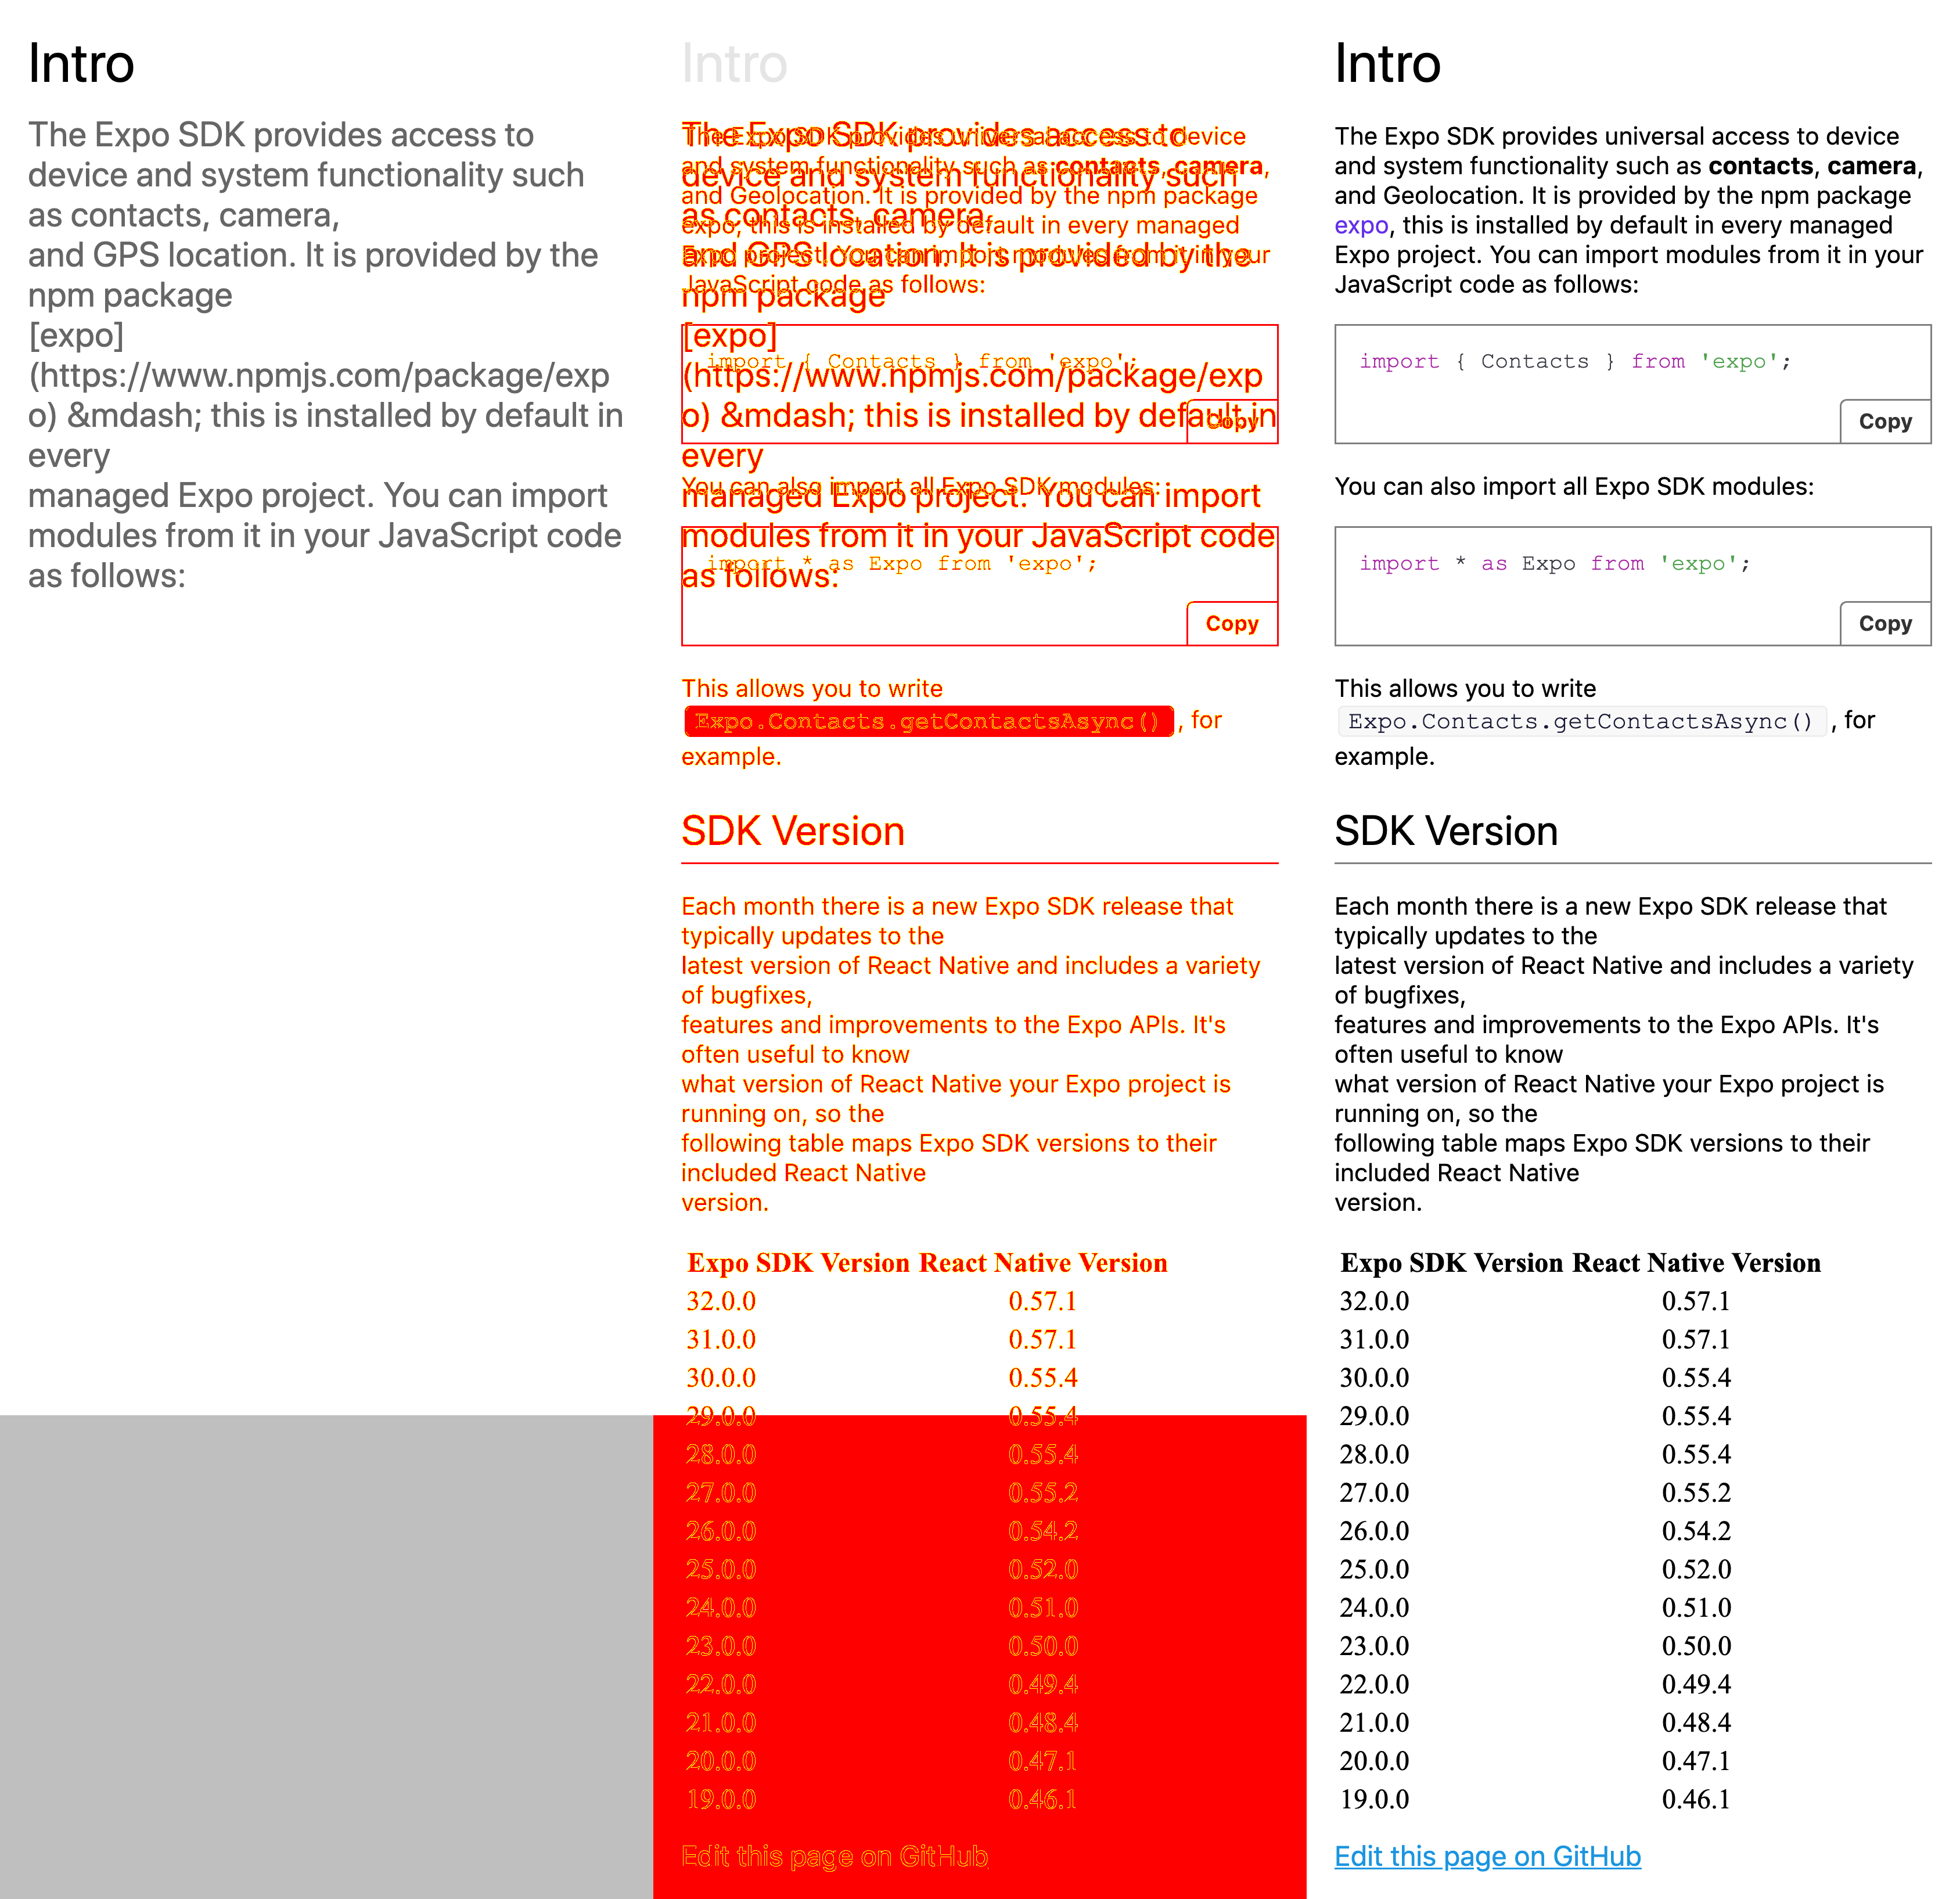 Intro
The Expo SDK provides access to
device and system functionality such
as contacts, camera,
and GPS location. It is provided by the
npm package
[expo]
(https://www.npmjs.com/package/exp
o) &mdash; this is installed by default in
every
managed Expo project. You can import
modules from it in your JavaScript code
as follows:
Intro
The Expo SDK provides access to
The Expo SDK provides universal access to device
and system functionality such as contacts, camera,
device and system functionality such
and Geolocation. It is provided by the npm package
as contacts, camera,
expo, this is installed by default in every managed
and GPS location. It is provided by the
Expo project. You can import modules from it in your
JavaScript code as follows:
npm package
[expo]
import { Contacts } from 'expo';
(https://www.npmjs.com/package/exp
o) &mdash; this is installed by default in
Copy
every
You can also import all Expo SDK modules:
managed Expo project. You can import
modules from it in your JavaScript code
import * as Expo from 'expo';
as follows:
Copy
This allows you to write
Expo.Contacts.getContactsAsync() , for
example.
SDK Version
Each month there is a new Expo SDK release that
typically updates to the
latest version of React Native and includes a variety
of bugfixes,
features and improvements to the Expo APIs. It's
often useful to know
what version of React Native your Expo project is
running on, so the
following table maps Expo SDK versions to their
included React Native
version.
Expo SDK Version React Native Version
32.0.0 0.57.1
31.0.0 0.57.1
30.0.0 0.55.4
29.0.0 0.55.4
28.0.0 0.55.4
27.0.0 0.55.2
26.0.0 0.54.2
25.0.0 0.52.0
24.0.0 0.51.0
23.0.0 0.50.0
22.0.0 0.49.4
21.0.0 0.48.4
20.0.0 0.47.1
19.0.0 0.46.1
Edit this page on GitHub
Intro
The Expo SDK provides universal access to device
and system functionality such as contacts, camera,
and Geolocation. It is provided by the npm package
expo, this is installed by default in every managed
Expo project. You can import modules from it in your
JavaScript code as follows:
import { Contacts } from 'expo';
Copy
You can also import all Expo SDK modules:
import * as Expo from 'expo';
Copy
This allows you to write
Expo.Contacts.getContactsAsync() , for
example.
SDK Version
Each month there is a new Expo SDK release that
typically updates to the
latest version of React Native and includes a variety
of bugfixes,
features and improvements to the Expo APIs. It's
often useful to know
what version of React Native your Expo project is
running on, so the
following table maps Expo SDK versions to their
included React Native
version.
Expo SDK Version React Native Version
32.0.0 0.57.1
31.0.0 0.57.1
30.0.0 0.55.4
29.0.0 0.55.4
28.0.0 0.55.4
27.0.0 0.55.2
26.0.0 0.54.2
25.0.0 0.52.0
24.0.0 0.51.0
23.0.0 0.50.0
22.0.0 0.49.4
21.0.0 0.48.4
20.0.0 0.47.1
19.0.0 0.46.1
Edit this page on GitHub